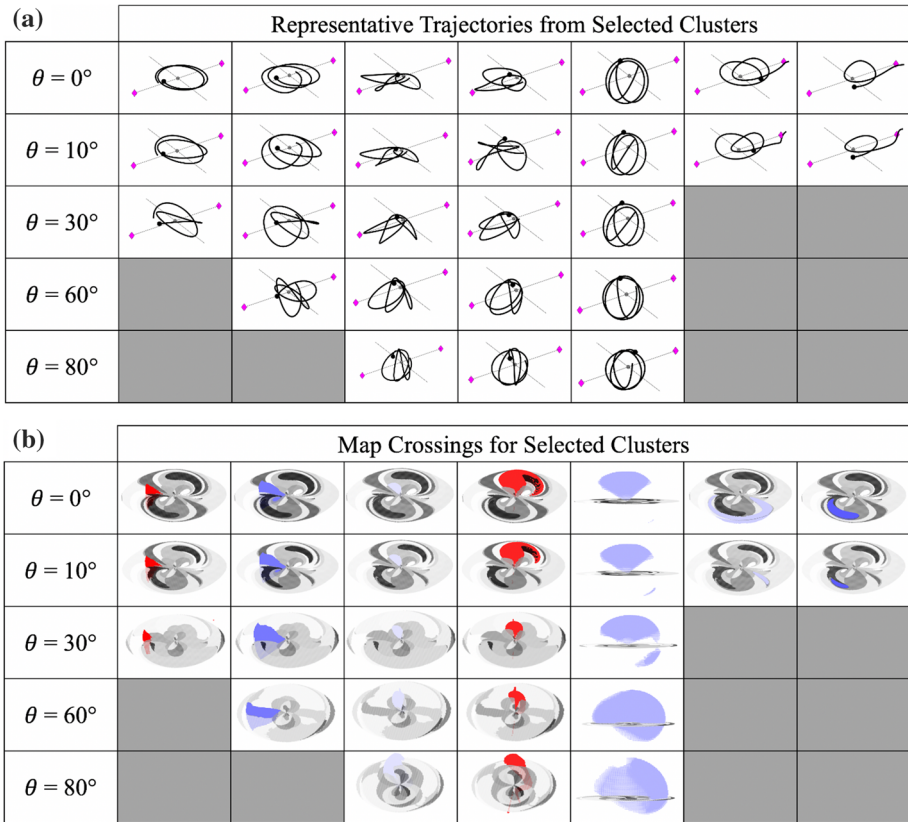 (a)
Representative Trajectories from Selected Clusters
θ = 0°
θ = 10°
θ = 30°
θ = 60°
θ = 80°
(b)
Map Crossings for Selected Clusters
θ = 0°
θ = 10°
θ = 30°
θ = 60°
θ = 80°